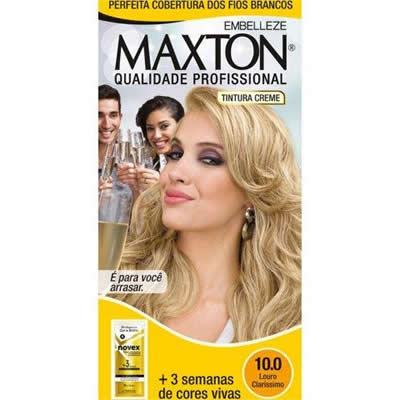 PERFEITA COBERTURA DOS FIOS BRANCOS
EMBELLEZE
MAXTON®
QUALIDADE PROFISSIONAL
TINTURA CREME
É para você
arrasar.
novex
+3
+ 3 semanas
de cores vivas
10.0
Louro
Claríssimo